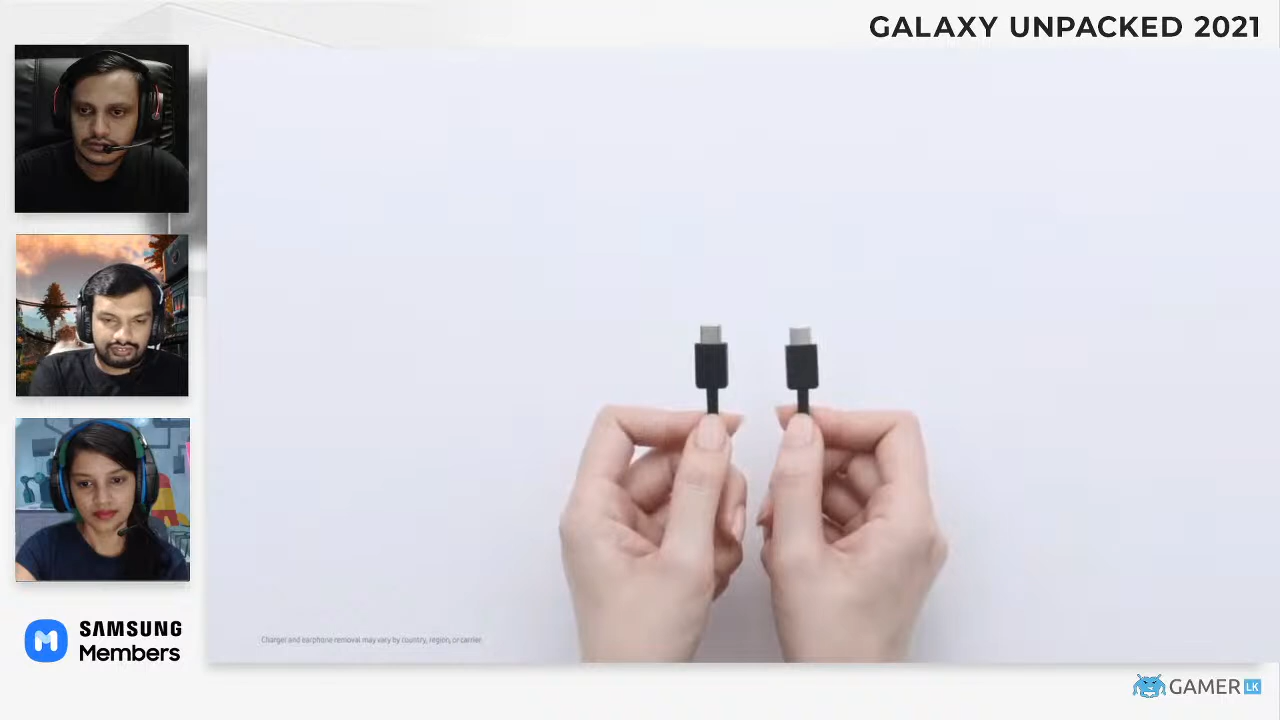 GALAXY UNPACKED 2021
SAMSUNG
Members
Charger and earphone removal may vary by country, region, or carrier.
GAMER LK